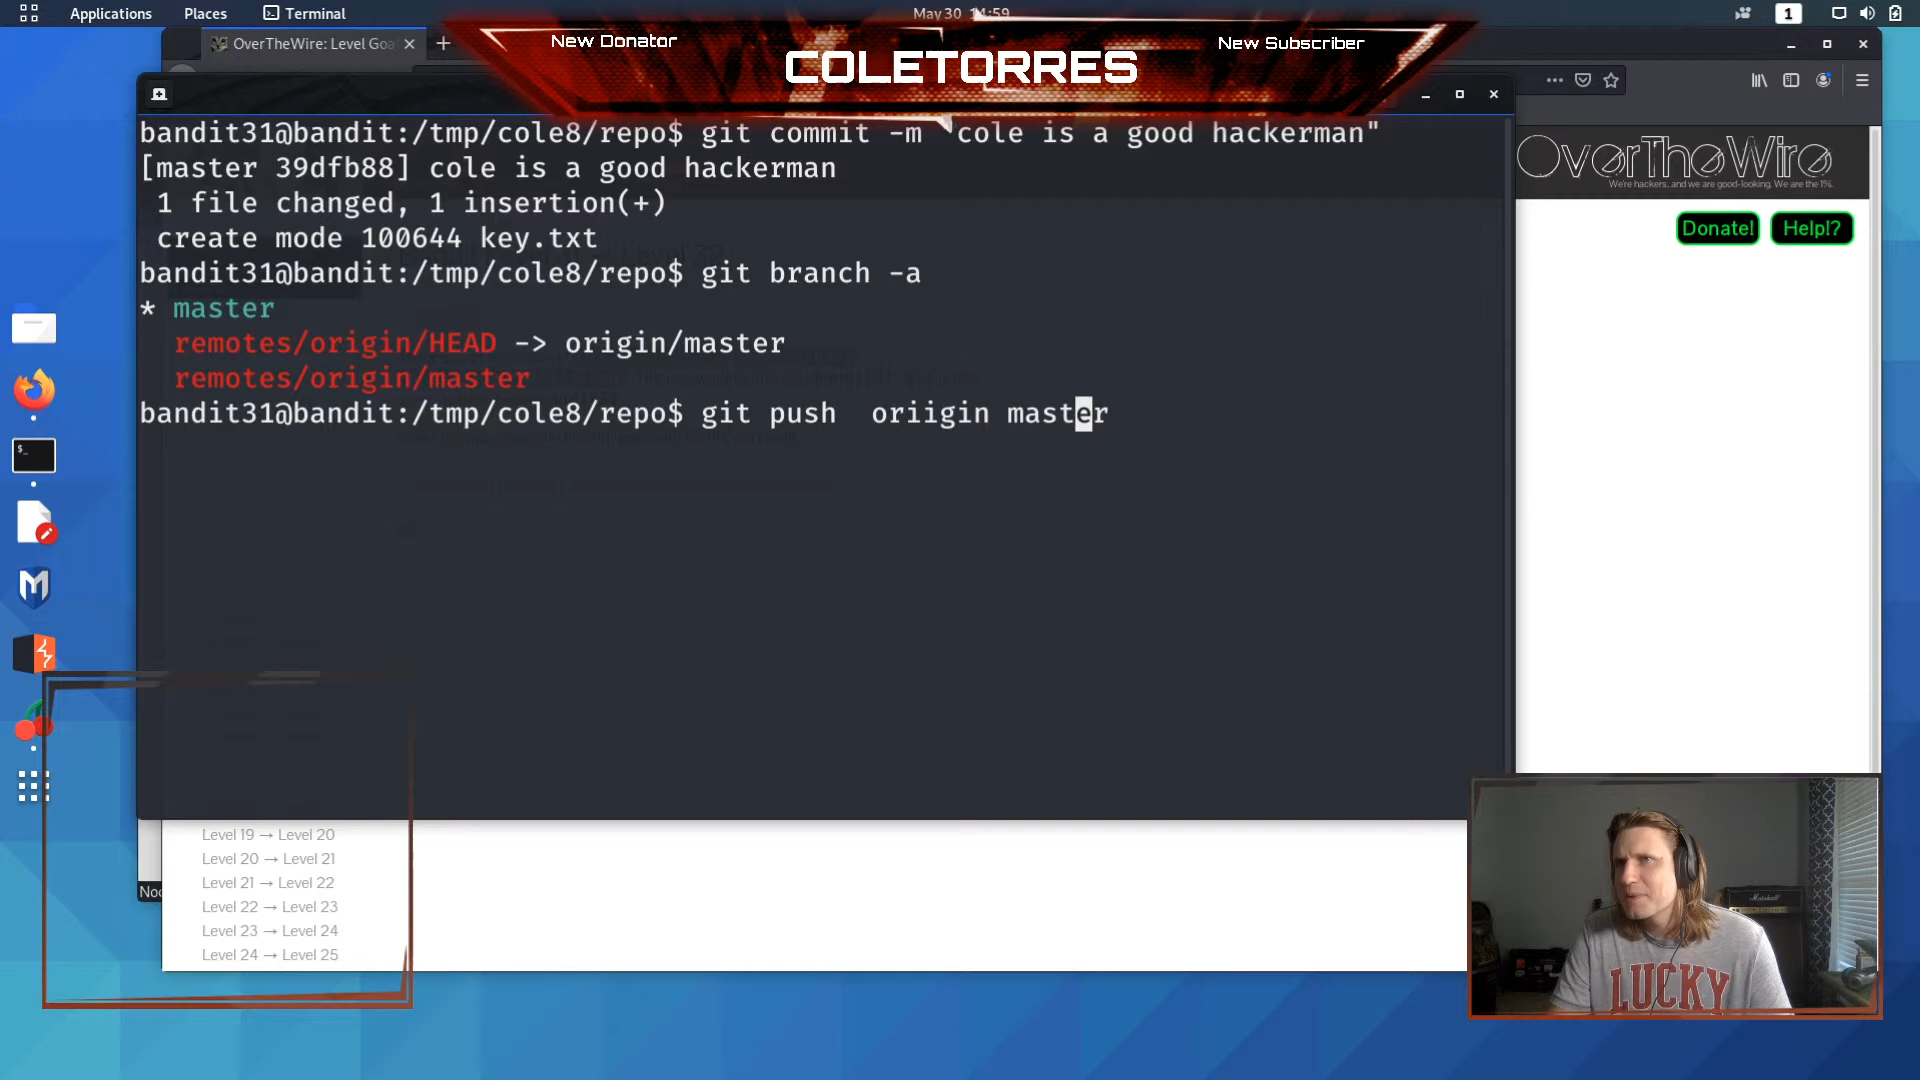 Applications Places Terminal
May 30 14:59
1
OverTheWire: Level Goa
New Donator
COLETORRES
New Subscriber
bandit31@bandit:/tmp/cole8/repo$ git commit -m "cole is a good hackerman"
[master 39dfb88] cole is a good hackerman
1 file changed, 1 insertion(+)
create mode 100644 key.txt
bandit31@bandit:/tmp/cole8/repo$ git branch -a
* master
remotes/origin/HEAD -> origin/master
remotes/origin/master
bandit31@bandit:/tmp/cole8/repo$ git push  oriigin master
OverTheWire
We're hackers, and we are good-looking. We are the 1%.
Donate!
Help!?
Level 19 → Level 20
Level 20 → Level 21
Level 21 → Level 22
Level 22 → Level 23
Level 23 → Level 24
Level 24 → Level 25
Marshall
LUCKY